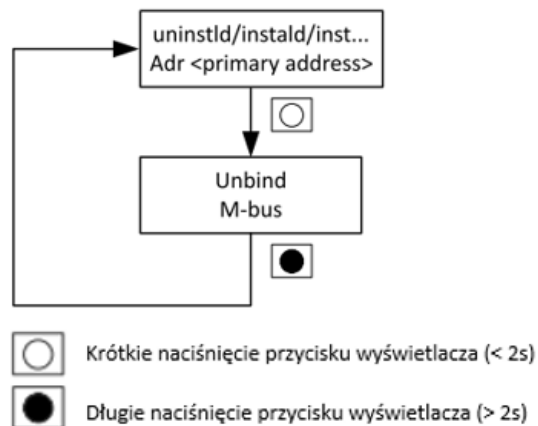 uninstld/instald/inst...
Adr <primary address>
Unbind
M-bus
Krótkie naciśnięcie przycisku wyświetlacza (< 2s)
Długie naciśnięcie przycisku wyświetlacza (> 2s)